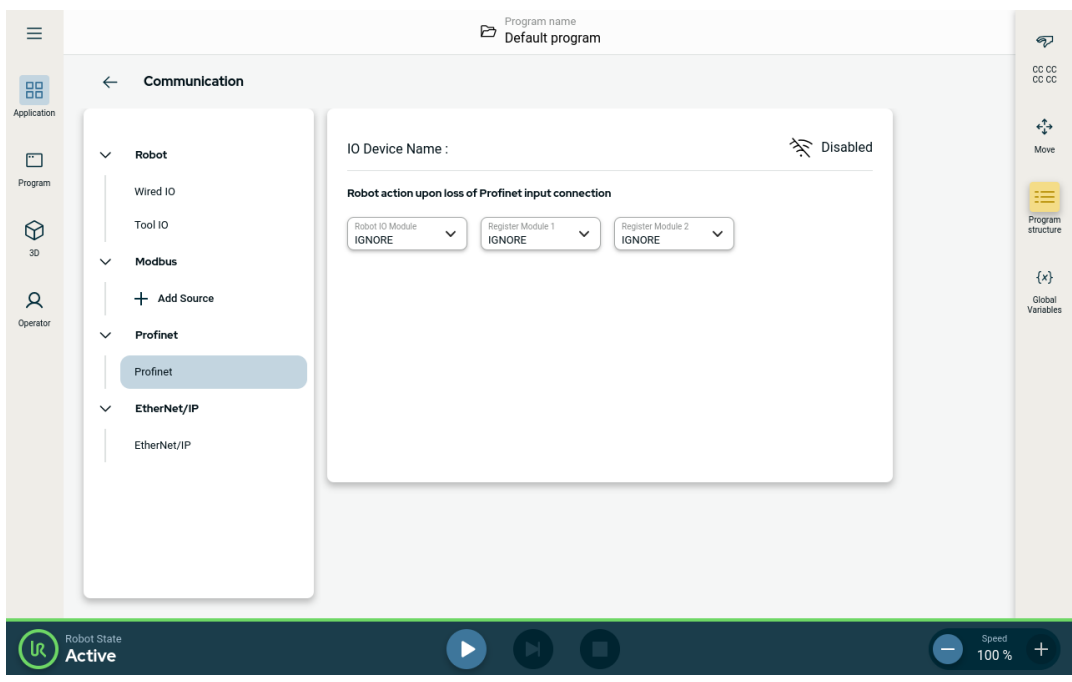 Program name
Default program
Application
Program
3D
Operator
Communication
Robot
Wired IO
Tool IO
Modbus
Add Source
Profinet
Profinet
EtherNet/IP
EtherNet/IP
IO Device Name :
Disabled
Robot action upon loss of Profinet input connection
Robot IO Module
IGNORE
Register Module 1
IGNORE
Register Module 2
IGNORE
CC CC
CC CC
Move
Program
structure
{x}
Global
Variables
UR
Robot State
Active
Speed
100 %